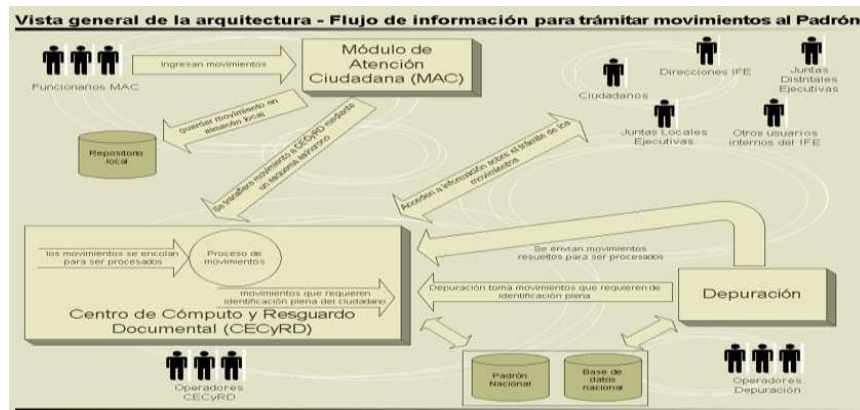 Vista general de la arquitectura - Flujo de información para trámitar movimientos al Padrón
Funcionarios MAC
Ingresan movimientos
Módulo de
Atención
Ciudadana (MAC)
Ciudadanos
Direcciones IFE
Juntas
Distritales
Ejecutivas
Juntas Locales
Ejecutivas
Otros usuarios
internos del IFE
guardar movimiento en
almacén local
Repositorio
local
Se transfiere movimiento a CECyRD mediante
un esquema asíncrono
Acceden a información sobre el trámite de los
movimientos
los movimientos se encolan
para ser procesados
Proceso de
movimientos
movimientos que requieren
identificación plena del ciudadano
Centro de Cómputo y Resguardo
Documental (CECyRD)
Se envían movimientos
resueltos para ser procesados
Depuración toma movimientos que requieren de
identificación plena
Depuración
Operadores
CECyRD
Padrón
Nacional
Base de
datos
nacional
Operadores
Depuración